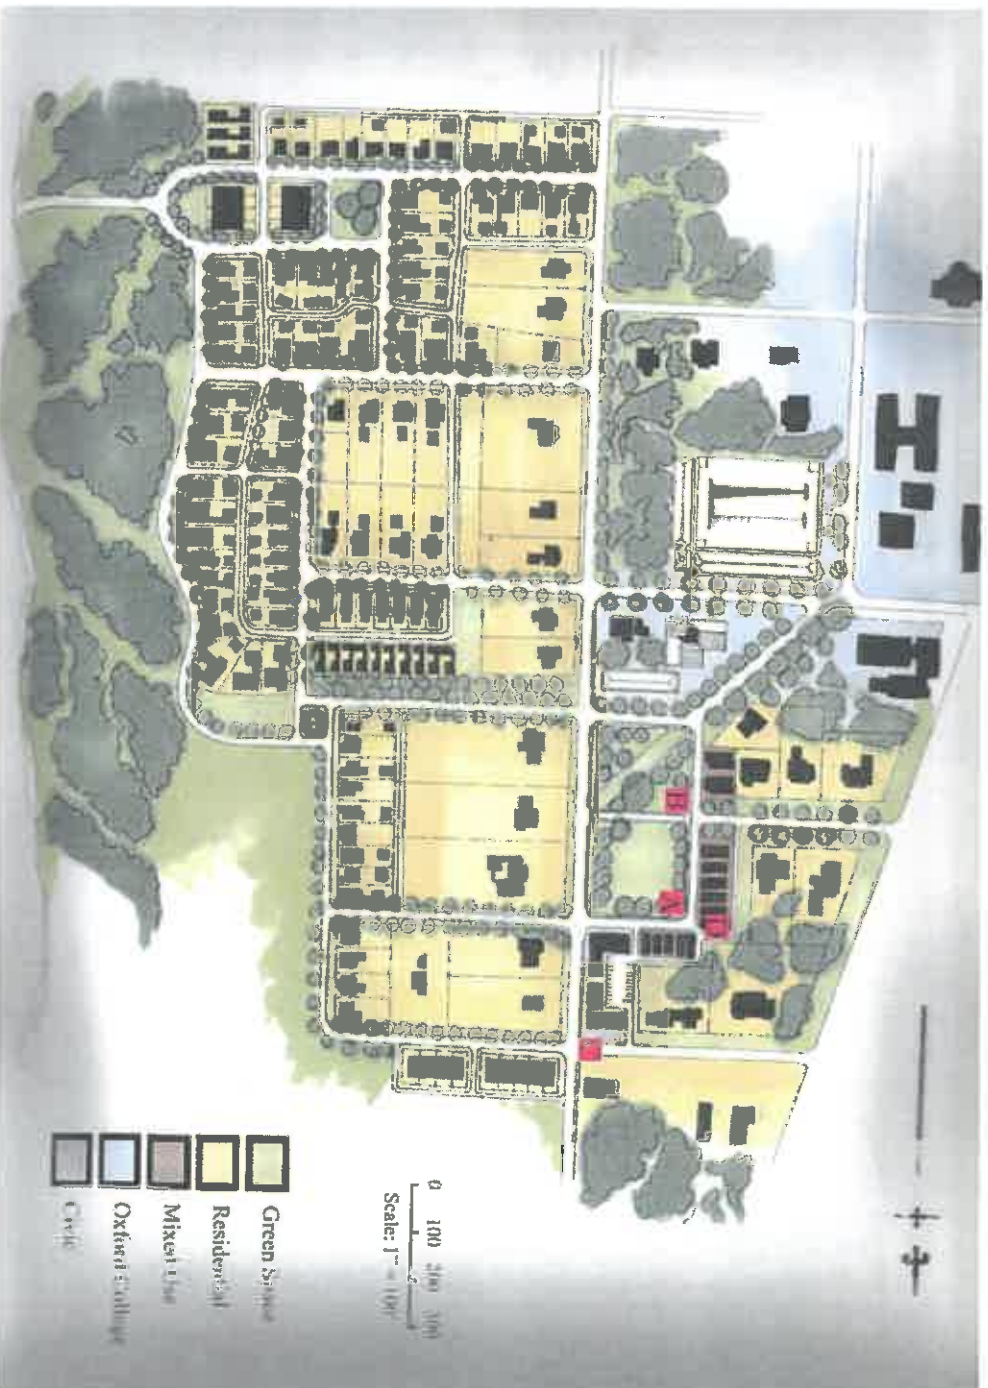 Green Space
Residential
Mixed Use
Oxford College
Civic
0 100 200 300
Scale: 1" = 100'
B
A